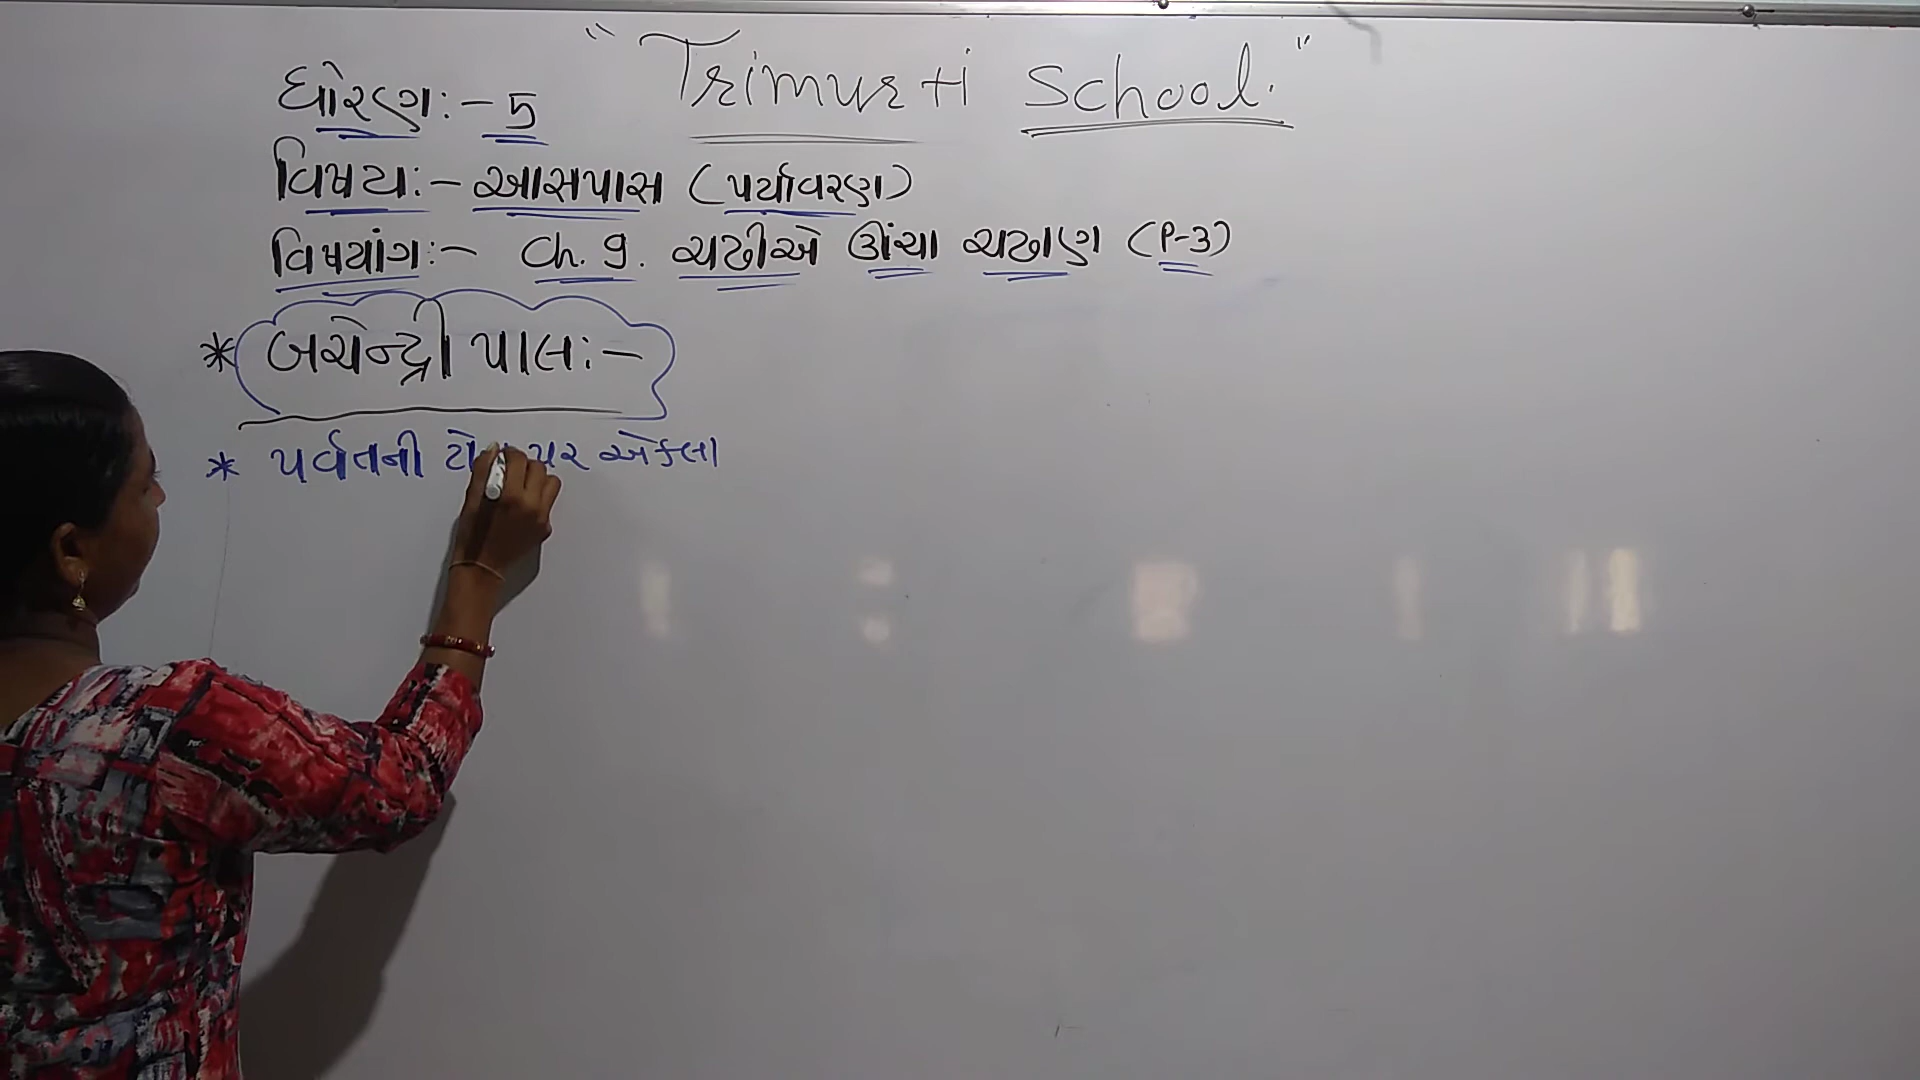 " Trimurti School. "
ધોરણ:- 5
વિષય:- આસપાસ (પર્યાવરણ)
વિષયાંગ:- Ch. 9. ચઢીએ ઊંચા ચઢાણ (P-3)
* બચેન્દ્રી પાલ:-
* પર્વતની પર એકલા